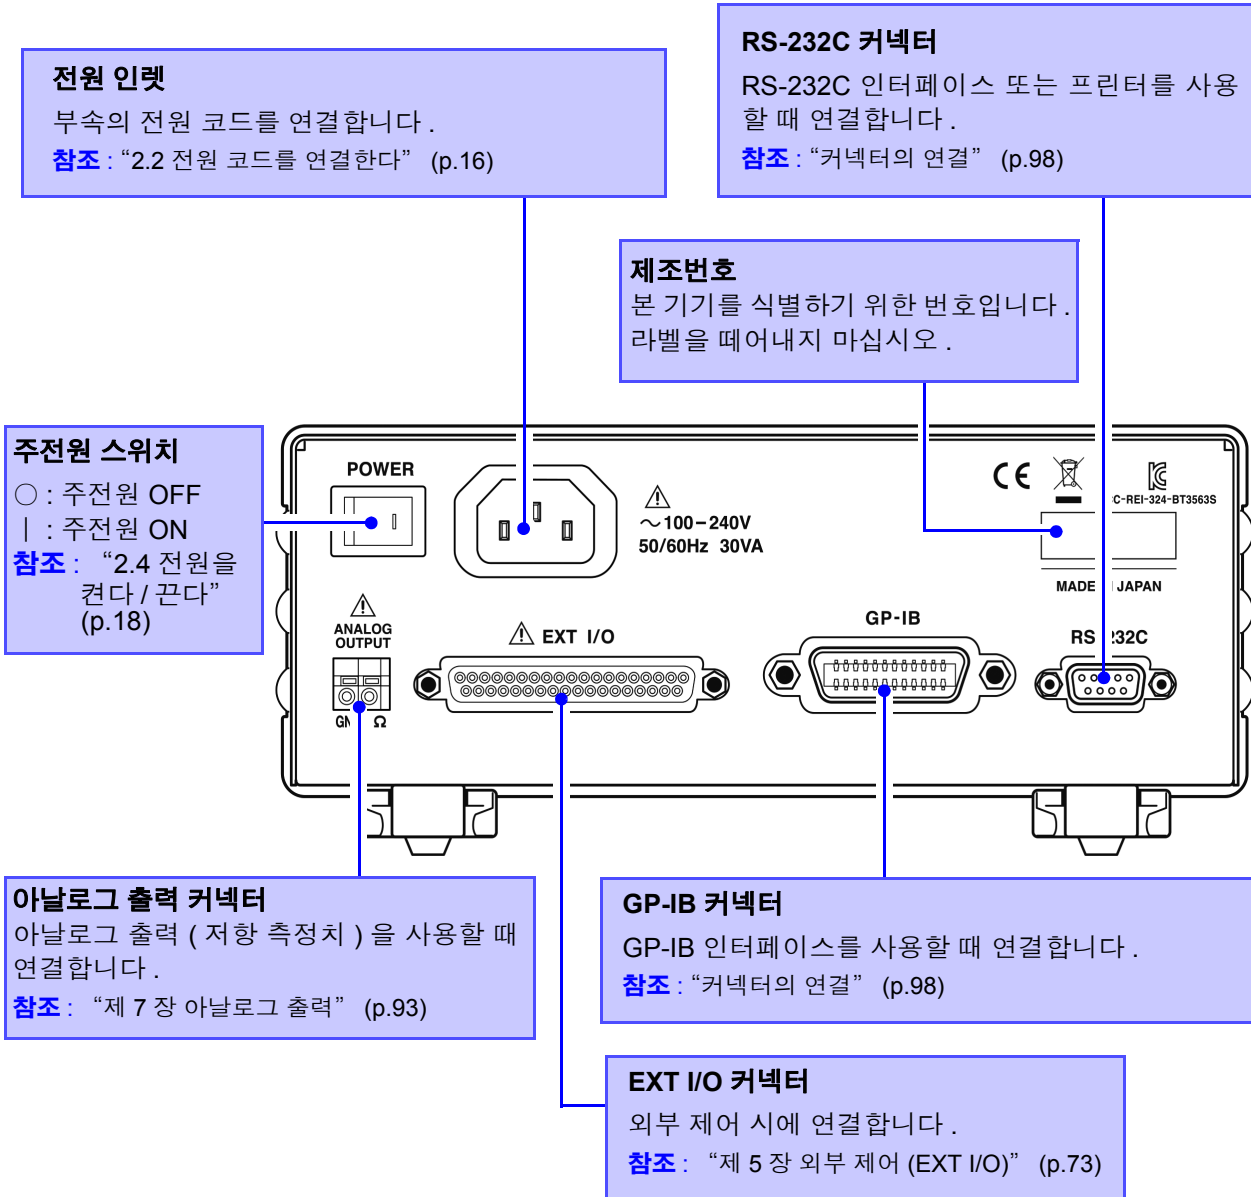 RS-232C 커넥터
RS-232C 인터페이스 또는 프린터를 사용
할 때 연결합니다 .
참조 : “커넥터의 연결” (p.98)
전원 인렛
부속의 전원 코드를 연결합니다 .
참조 : “2.2 전원 코드를 연결한다” (p.16)
제조번호
본 기기를 식별하기 위한 번호입니다 .
라벨을 떼어내지 마십시오 .
주전원 스위치
○ : 주전원 OFF
｜ : 주전원 ON
참조 : “2.4 전원을
켠다 / 끈다”
(p.18)
POWER
~100-240V
50/60Hz 30VA
CE
C-REI-324-BT3563S
MADE IN JAPAN
ANALOG
OUTPUT
GND Ω
EXT I/O
GP-IB
RS-232C
아날로그 출력 커넥터
아날로그 출력 ( 저항 측정치 ) 을 사용할 때
연결합니다 .
참조 : “제 7 장 아날로그 출력” (p.93)
GP-IB 커넥터
GP-IB 인터페이스를 사용할 때 연결합니다 .
참조 : “커넥터의 연결” (p.98)
EXT I/O 커넥터
외부 제어 시에 연결합니다 .
참조 : “제 5 장 외부 제어 (EXT I/O)” (p.73)